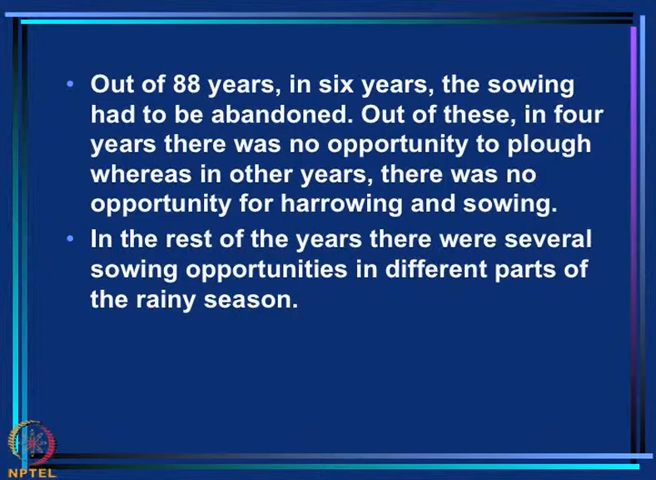 • Out of 88 years, in six years, the sowing
had to be abandoned. Out of these, in four
years there was no opportunity to plough
whereas in other years, there was no
opportunity for harrowing and sowing.
• In the rest of the years there were several
sowing opportunities in different parts of
the rainy season.
NPTEL